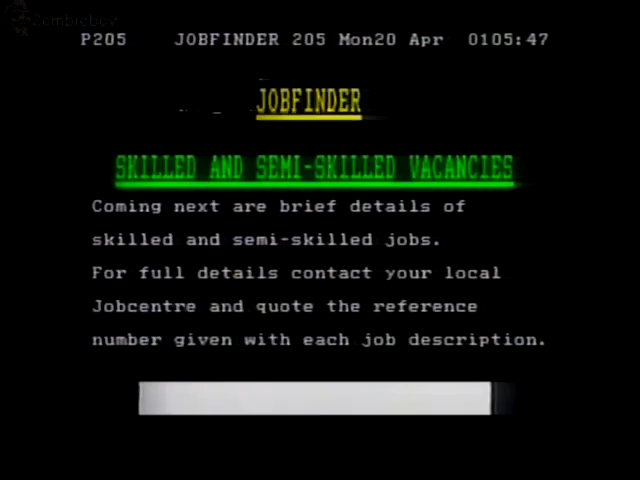 Zombieboy
P205 JOBFINDER 205 Mon20 Apr 0105:47
JOBFINDER
SKILLED AND SEMI-SKILLED VACANCIES
Coming next are brief details of
skilled and semi-skilled jobs.
For full details contact your local
Jobcentre and quote the reference
number given with each job description.